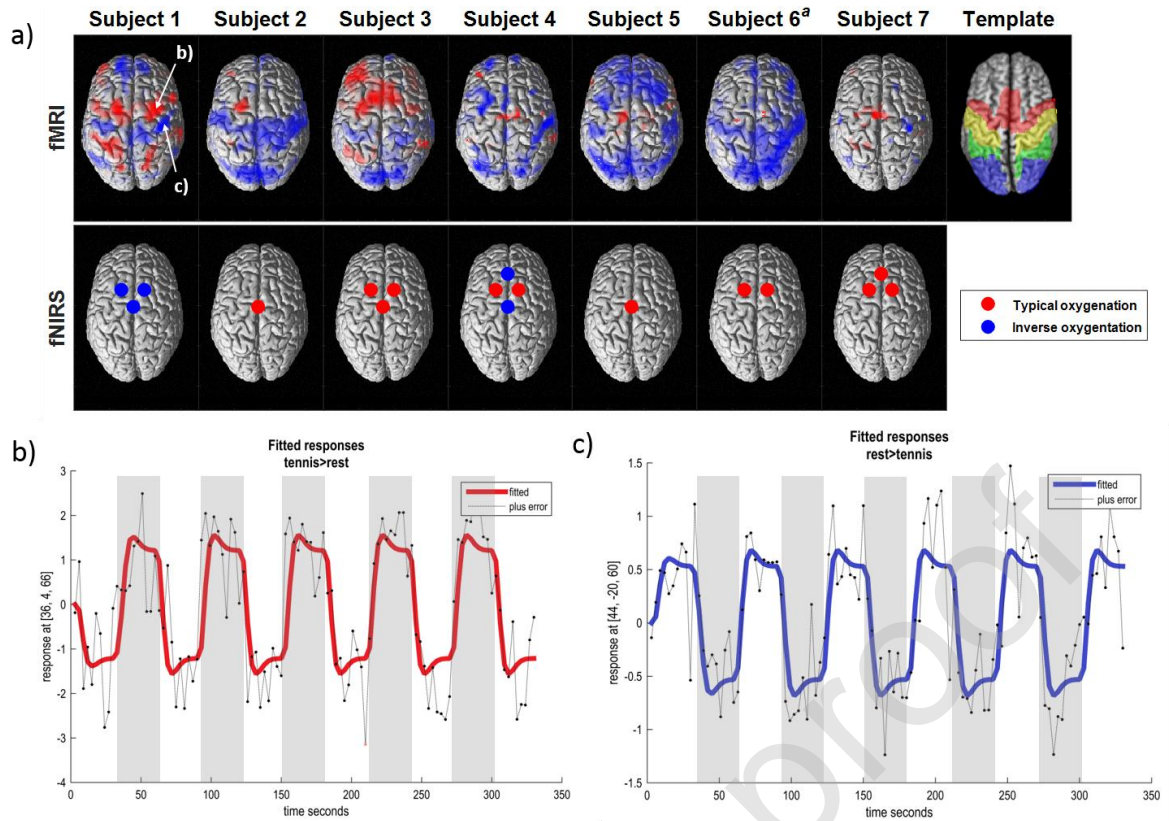 a)
Subject 1 Subject 2 Subject 3 Subject 4 Subject 5 Subject 6a Subject 7 Template
fMRI
b)
c)
fNIRS
Typical oxygenation
Inverse oxygentation
b)
Fitted responses
tennis>rest
fitted
plus error
response at [36, 4, 66]
3
2
1
0
-1
-2
-3
-4
0 50 100 150 200 250 300 350
time seconds
c)
Fitted responses
rest>tennis
fitted
plus error
response at [44, -20, 60]
1.5
1
0.5
0
-0.5
-1
-1.5
0 50 100 150 200 250 300 350
time seconds
proof